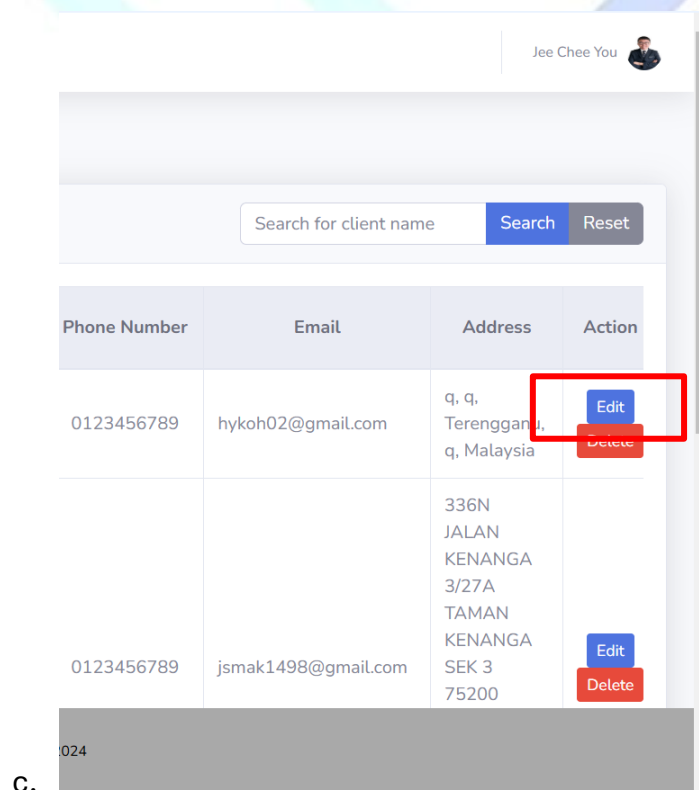 Jee Chee You
Search for client name Search Reset
Phone Number Email Address Action
0123456789 hykoh02@gmail.com
q, q,
Terengganu,
q, Malaysia
Edit
Delete
0123456789 jsmak1498@gmail.com
336N
JALAN
KENANGA
3/27A
TAMAN
KENANGA
SEK 3
75200
Edit
Delete
2024
c.